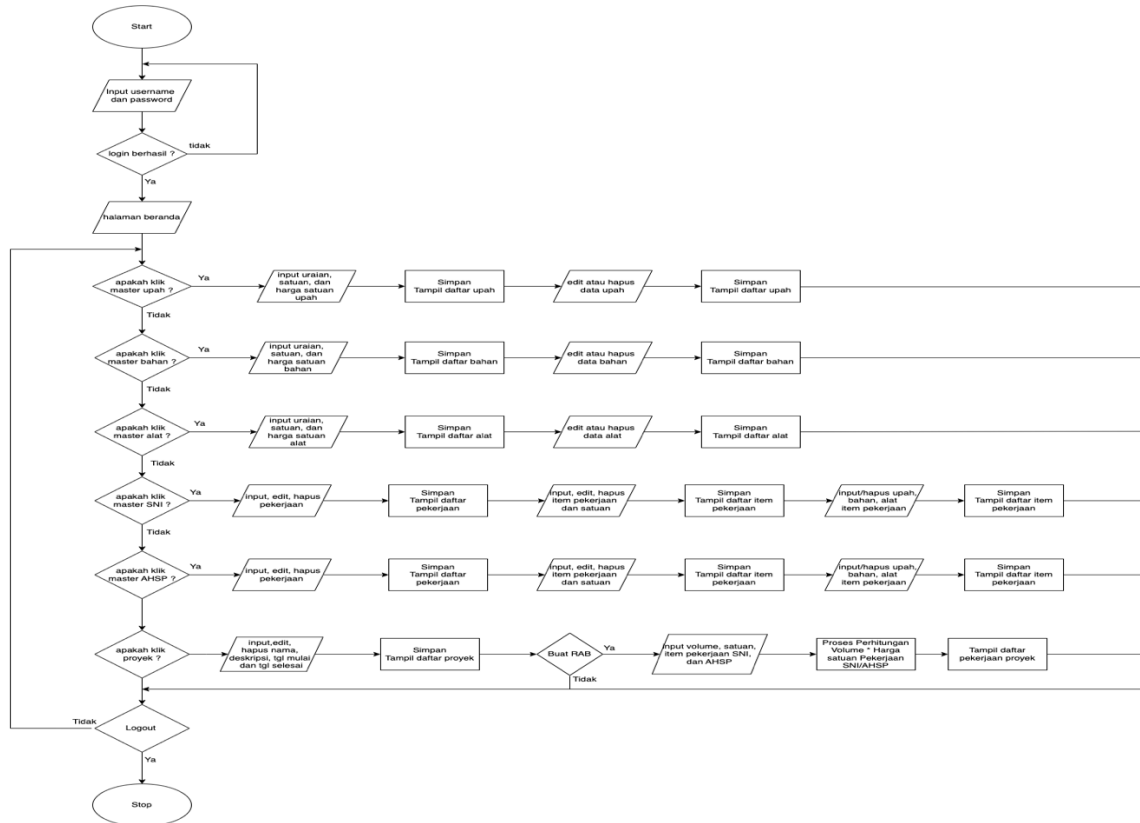 Start
Input username
dan password
login berhasil ?
tidak
Ya
halaman beranda
apakah klik
master upah ?
Ya
input uraian,
satuan, dan
harga satuan
upah
Simpan
Tampil daftar upah
edit atau hapus
data upah
Simpan
Tampil daftar upah
Tidak
apakah klik
master bahan ?
Ya
input uraian,
satuan, dan
harga satuan
bahan
Simpan
Tampil daftar bahan
edit atau hapus
data bahan
Simpan
Tampil daftar bahan
Tidak
apakah klik
master alat ?
Ya
input uraian,
satuan, dan
harga satuan
alat
Simpan
Tampil daftar alat
edit atau hapus
data alat
Simpan
Tampil daftar alat
Tidak
apakah klik
master SNI ?
Ya
input, edit, hapus
pekerjaan
Simpan
Tampil daftar
pekerjaan
input, edit, hapus
item pekerjaan
dan satuan
Simpan
Tampil daftar item
pekerjaan
input/hapus upah,
bahan, alat
item pekerjaan
Simpan
Tampil daftar item
pekerjaan
Tidak
apakah klik
master AHSP ?
Ya
input, edit, hapus
pekerjaan
Simpan
Tampil daftar
pekerjaan
input, edit, hapus
item pekerjaan
dan satuan
Simpan
Tampil daftar item
pekerjaan
input/hapus upah,
bahan, alat
item pekerjaan
Simpan
Tampil daftar item
pekerjaan
Tidak
apakah klik
proyek ?
Ya
input,edit,
hapus nama,
deskripsi, tgl mulai
dan tgl selesai
Simpan
Tampil daftar proyek
Buat RAB
Ya
input volume, satuan,
item pekerjaan SNI,
dan AHSP
Proses Perhitungan
Volume * Harga
satuan Pekerjaan
SNI/AHSP
Tampil daftar
pekerjaan proyek
Tidak
Tidak
Tidak
Logout
Ya
Stop